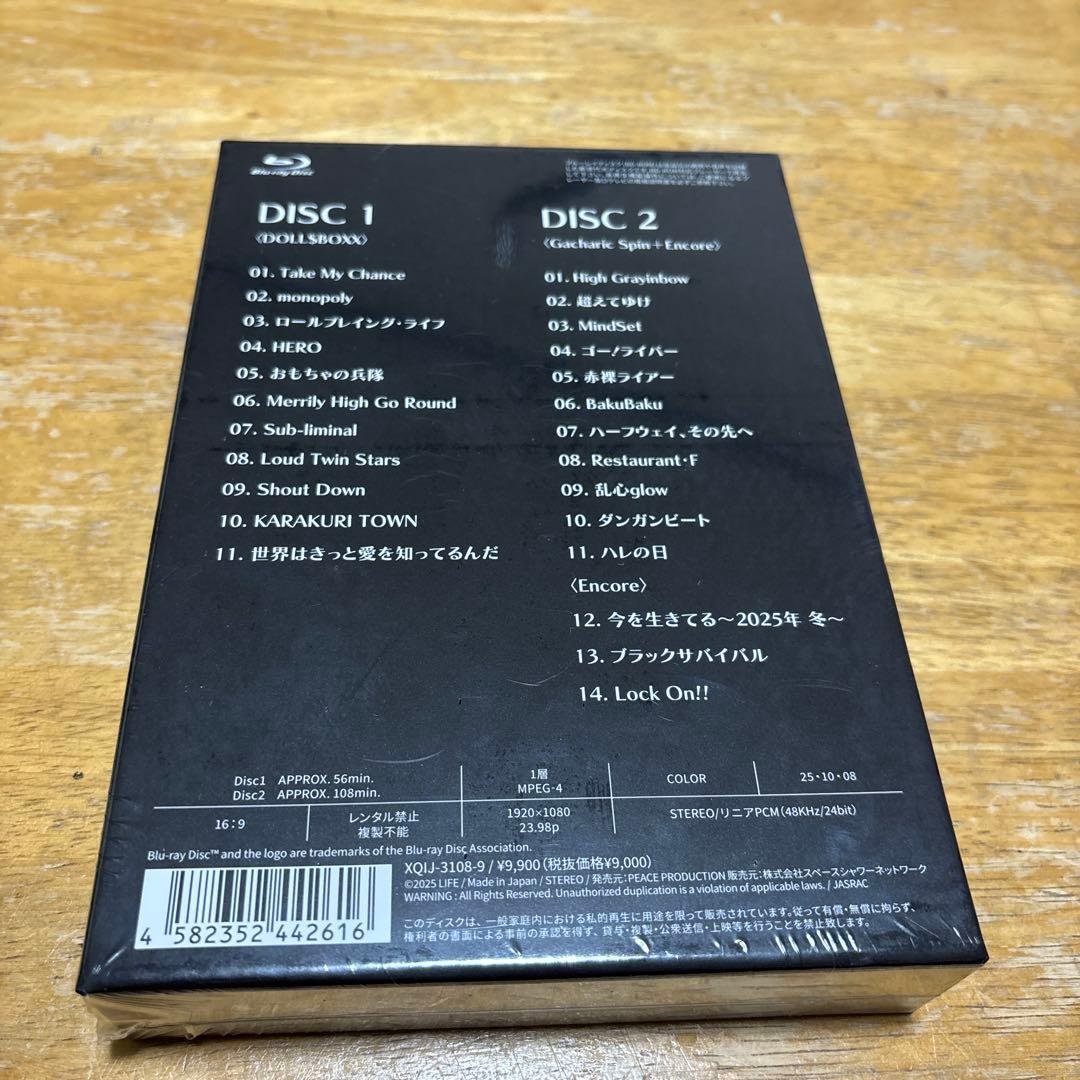 Blu-ray Disc
DISC 1
〈DOLL$BOXX〉
01. Take My Chance
02. monopoly
03. ロールプレイング・ライフ
04. HERO
05. おもちゃの兵隊
06. Merrily High Go Round
07. Sub-liminal
08. Loud Twin Stars
09. Shout Down
10. KARAKURI TOWN
11. 世界はきっと愛を知ってるんだ
DISC 2
〈Gacharic Spin+Encore〉
01. High Grayinbow
02. 超えてゆけ
03. MindSet
04. ゴー!ライバー
05. 赤裸ライアー
06. BakuBaku
07. ハーフウェイ、その先へ
08. Restaurant・F
09. 乱心glow
10. ダンガンビート
11. ハレの日
〈Encore〉
12. 今を生きてる〜2025年 冬〜
13. ブラックサバイバル
14. Lock On!!
Disc1 APPROX. 56min.
Disc2 APPROX. 108min.
1層
MPEG-4
COLOR
25・10・08
16:9
レンタル禁止
複製不能
1920×1080
23.98p
STEREO/リニアPCM(48KHz/24bit)
Blu-ray Disc™ and the logo are trademarks of the Blu-ray Disc Association.
XQIJ-3108-9 / ¥9,900(税抜価格¥9,000)
©2025 LIFE / Made in Japan / STEREO / 発売元:PEACE PRODUCTION 販売元:株式会社スペースシャワーネットワーク
WARNING : All Rights Reserved. Unauthorized duplication is a violation of applicable laws. / JASRAC
このディスクは、一般家庭内における私的再生に用途を限って販売されています。従って有償・無償に拘らず、
権利者の書面による事前の承認を得ず、貸与・複製・公衆送信・上映等を行うことを禁止致します。
4 582352 442616